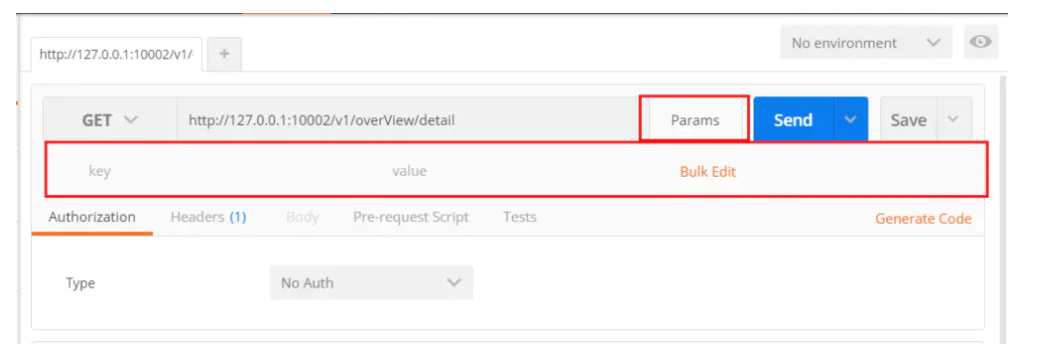 No environment
http://127.0.0.1:10002/v1/
+
GET http://127.0.0.1:10002/v1/overView/detail Params Send Save
key value Bulk Edit
Authorization Headers (1) Body Pre-request Script Tests Generate Code
Type No Auth